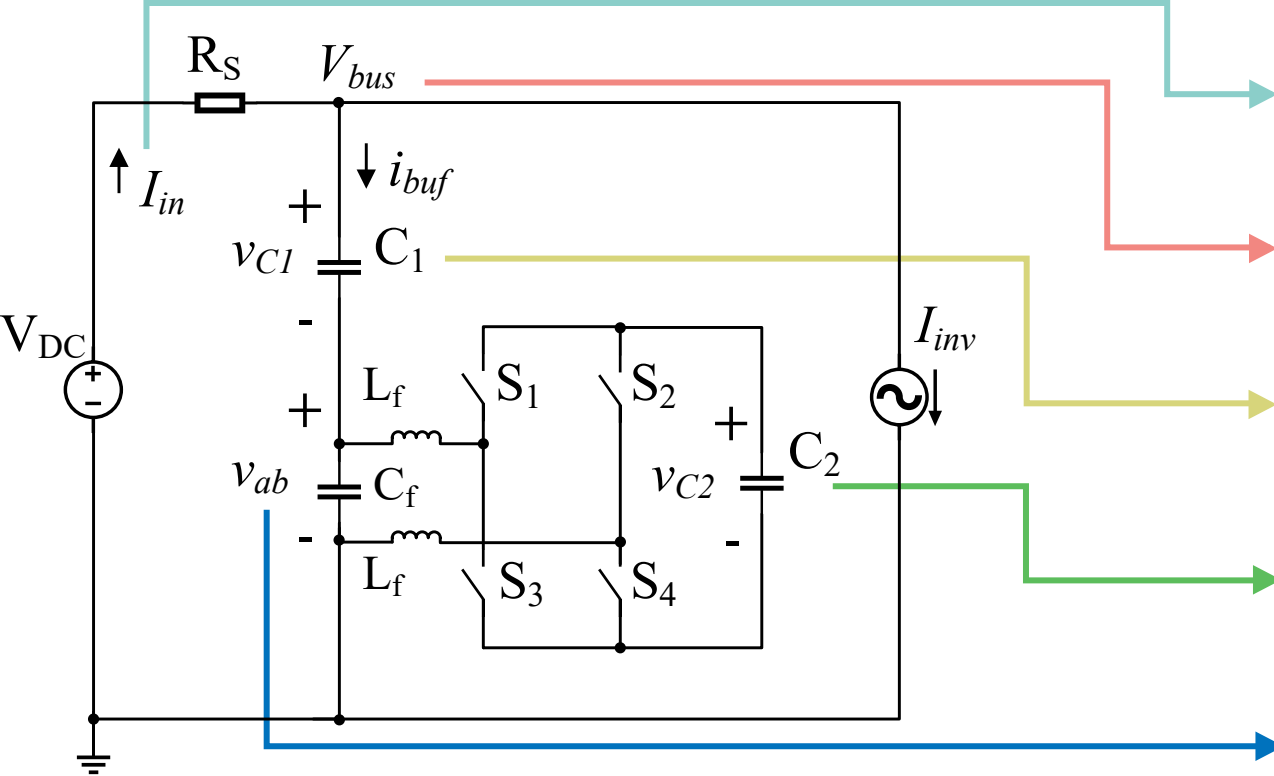 R_S
V_bus
I_in
i_buf
+
v_C1
C_1
-
V_DC
I_inv
+
-
L_f
S_1
S_2
+
+
v_ab
C_f
v_C2
C_2
-
-
L_f
S_3
S_4